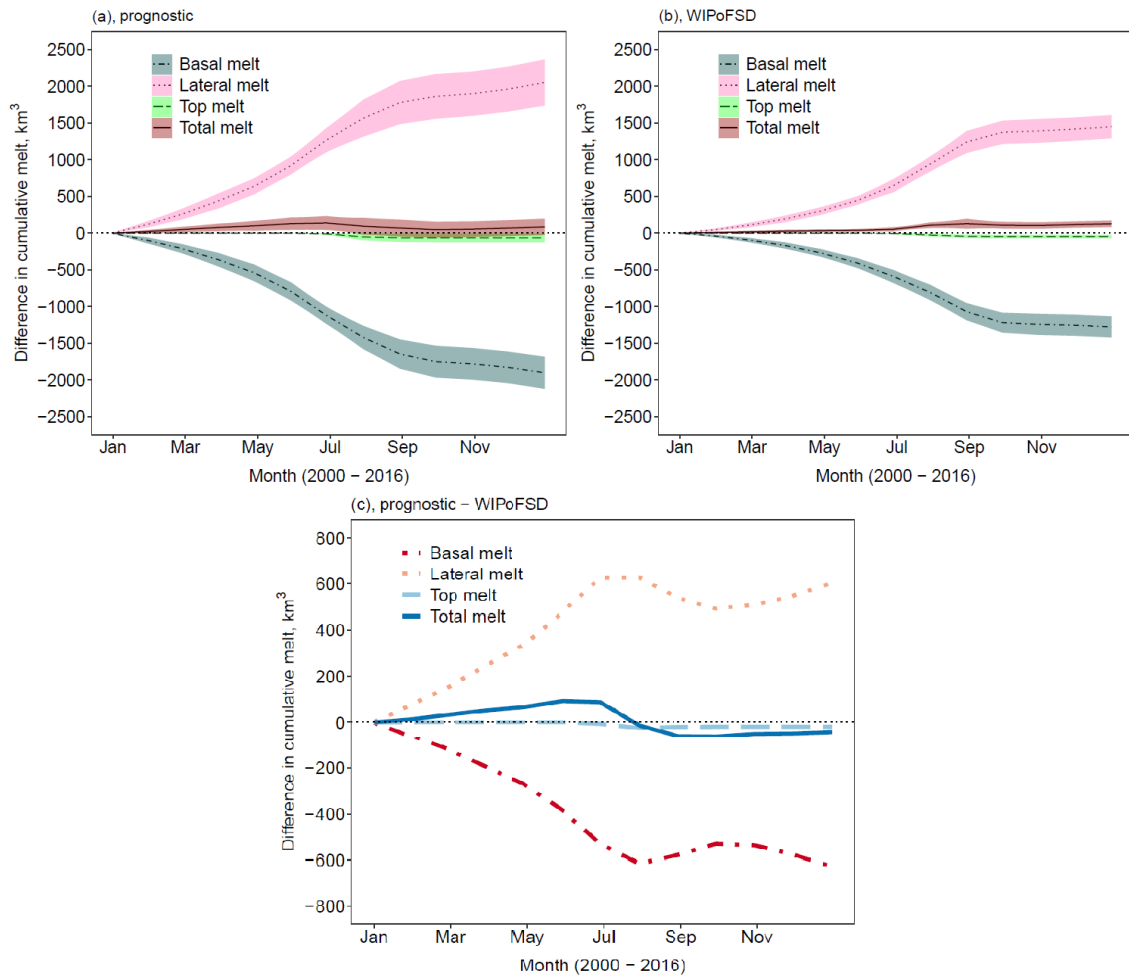 (a), prognostic
2500
2000
1500
1000
500
0
−500
−1000
−1500
−2000
−2500
Difference in cumulative melt, km³
Basal melt
Lateral melt
Top melt
Total melt
Jan Mar May Jul Sep Nov
Month (2000 − 2016)
(b), WIPoFSD
2500
2000
1500
1000
500
0
−500
−1000
−1500
−2000
−2500
Difference in cumulative melt, km³
Basal melt
Lateral melt
Top melt
Total melt
Jan Mar May Jul Sep Nov
Month (2000 − 2016)
(c), prognostic − WIPoFSD
800
600
400
200
0
−200
−400
−600
−800
Difference in cumulative melt, km³
Basal melt
Lateral melt
Top melt
Total melt
Jan Mar May Jul Sep Nov
Month (2000 − 2016)